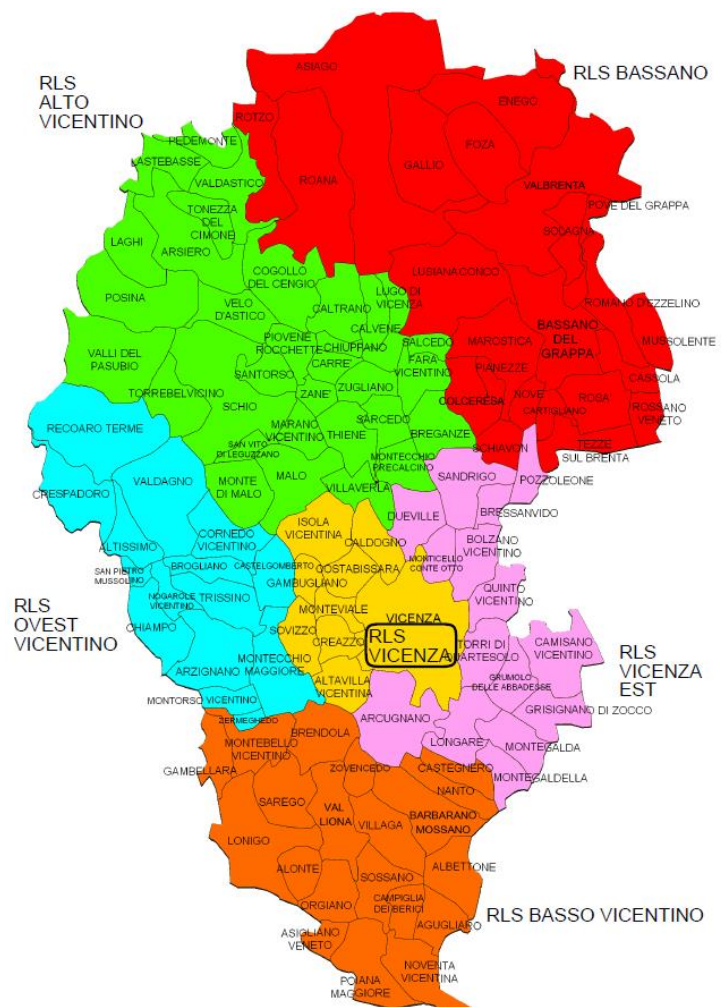 RLS
ALTO
VICENTINO
RLS BASSANO
ASIAGO
ENEGO
ROTZO
FOZA
PEDEMONTE
GALLIO
LASTEBASSE
ROANA
VALDASTICO
VALBRENTA
POVE DEL GRAPPA
TONEZZA
DEL
CIMONE
SOLAGNA
LAGHI
ARSIERO
COGOLLO
DEL CENGIO
LUSIANA CONCO
LUGO DI
VICENZA
POSINA
VELO
D'ASTICO
CALTRANO
ROMANO D'EZZELINO
CALVENE
BASSANO
DEL
GRAPPA
MUSSOLENTE
PIOVENE
ROCCHETTE
CHIUPPANO
SALCEDO
MAROSTICA
VALLI DEL
PASUBIO
CARRE'
FARA
VICENTINO
PIANEZZE
CASSOLA
SANTORSO
ZUGLIANO
TORREBELVICINO
ZANE'
COLCERESA
NOVE
ROSA'
SCHIO
CARTIGLIANO
ROSSANO
VENETO
SARCEDO
MARANO
VICENTINO
THIENE
BREGANZE
RECOARO TERME
SAN VITO
DI LEGUZZANO
SCHIAVON
TEZZE
SUL BRENTA
MONTECCHIO
PRECALCINO
MALO
SANDRIGO
POZZOLEONE
VALDAGNO
MONTE
DI MALO
VILLAVERLA
CRESPADORO
DUEVILLE
BRESSANVIDO
ISOLA
VICENTINA
CORNEDO
VICENTINO
CALDOGNO
BOLZANO
VICENTINO
ALTISSIMO
MONTICELLO
CONTE OTTO
BROGLIANO
CASTELGOMBERTO
COSTABISSARA
SAN PIETRO
MUSSOLINO
GAMBUGLIANO
QUINTO
VICENTINO
NOGAROLE
VICENTINO
TRISSINO
RLS
OVEST
VICENTINO
MONTEVIALE
VICENZA
CHIAMPO
SOVIZZO
CREAZZO
RLS
VICENZA
TORRI DI
QUARTESOLO
CAMISANO
VICENTINO
RLS
VICENZA
EST
ARZIGNANO
MONTECCHIO
MAGGIORE
ALTAVILLA
VICENTINA
GRUMOLO
DELLE ABBADESSE
MONTORSO VICENTINO
GRISIGNANO DI ZOCCO
ZERMEGHEDO
ARCUGNANO
BRENDOLA
LONGARE
MONTEGALDA
MONTEBELLO
VICENTINO
GAMBELLARA
ZOVENCEDO
CASTEGNERO
MONTEGALDELLA
NANTO
SAREGO
VAL
LIONA
VILLAGA
BARBARANO
MOSSANO
LONIGO
ALBETTONE
ALONTE
SOSSANO
ORGIANO
CAMPIGLIA
DEI BERICI
RLS BASSO VICENTINO
AGUGLIARO
ASIGLIANO
VENETO
NOVENTA
VICENTINA
POIANA
MAGGIORE